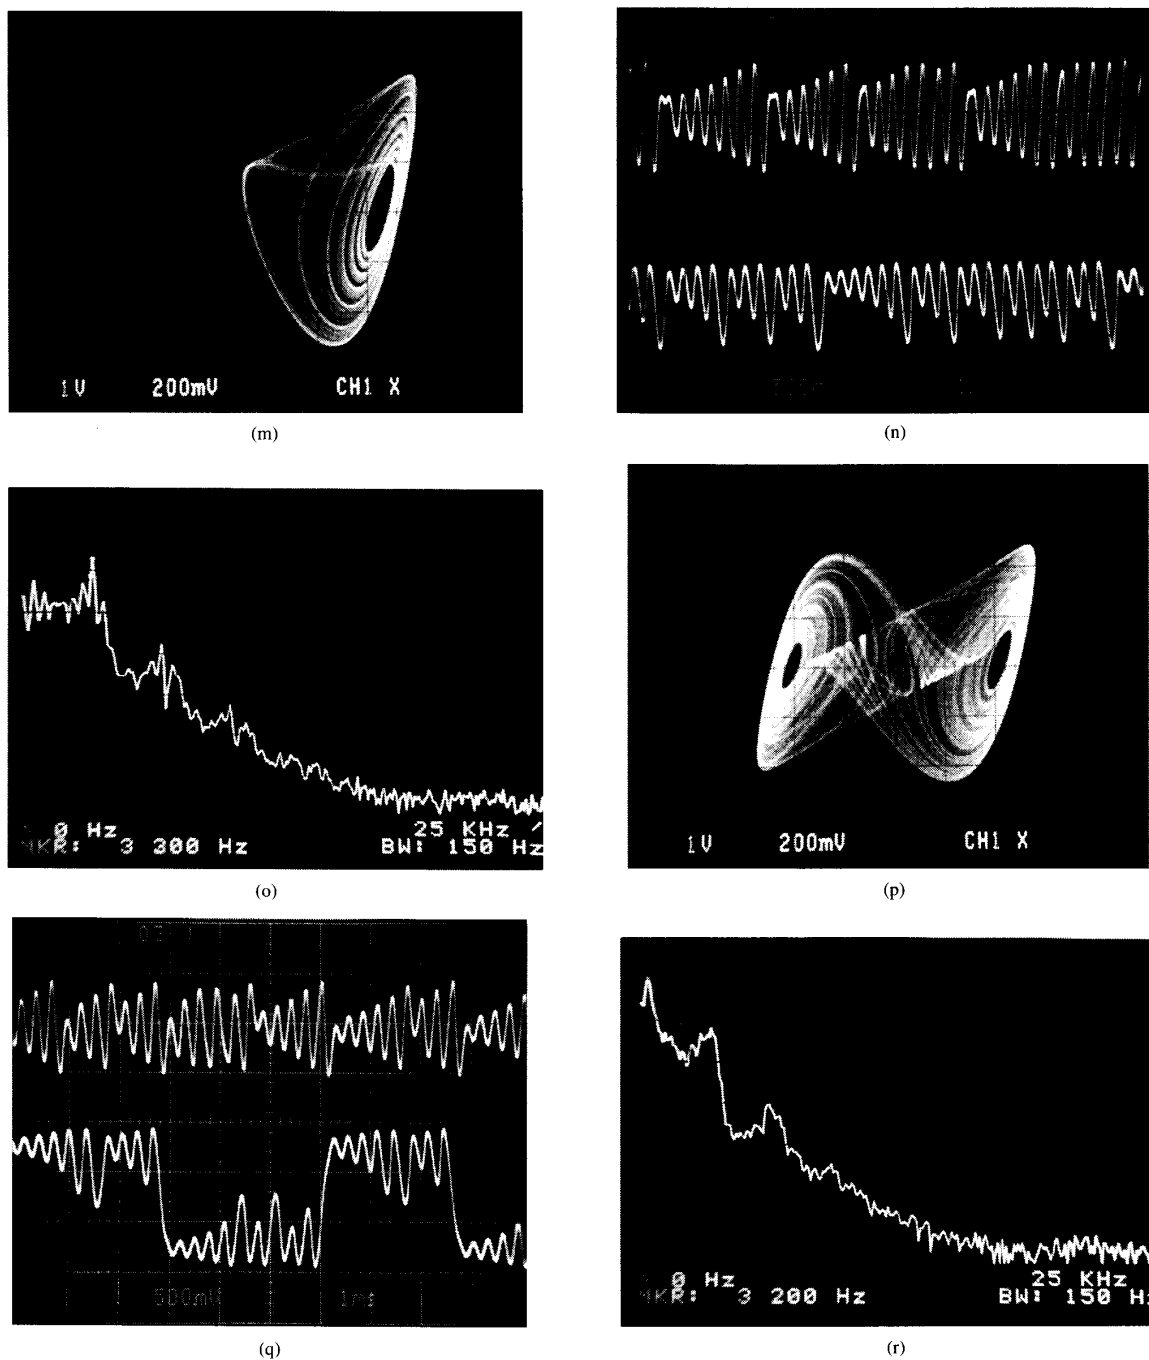 1V 200mV CH1 X
(m)
(n)
0 Hz 25 KHz /
MKR: 3 300 Hz BW: 150 Hz
(o)
1V 200mV CH1 X
(p)
500mV 1ms
(q)
0 Hz 25 KHz
MKR: 3 200 Hz BW: 150 Hz
(r)